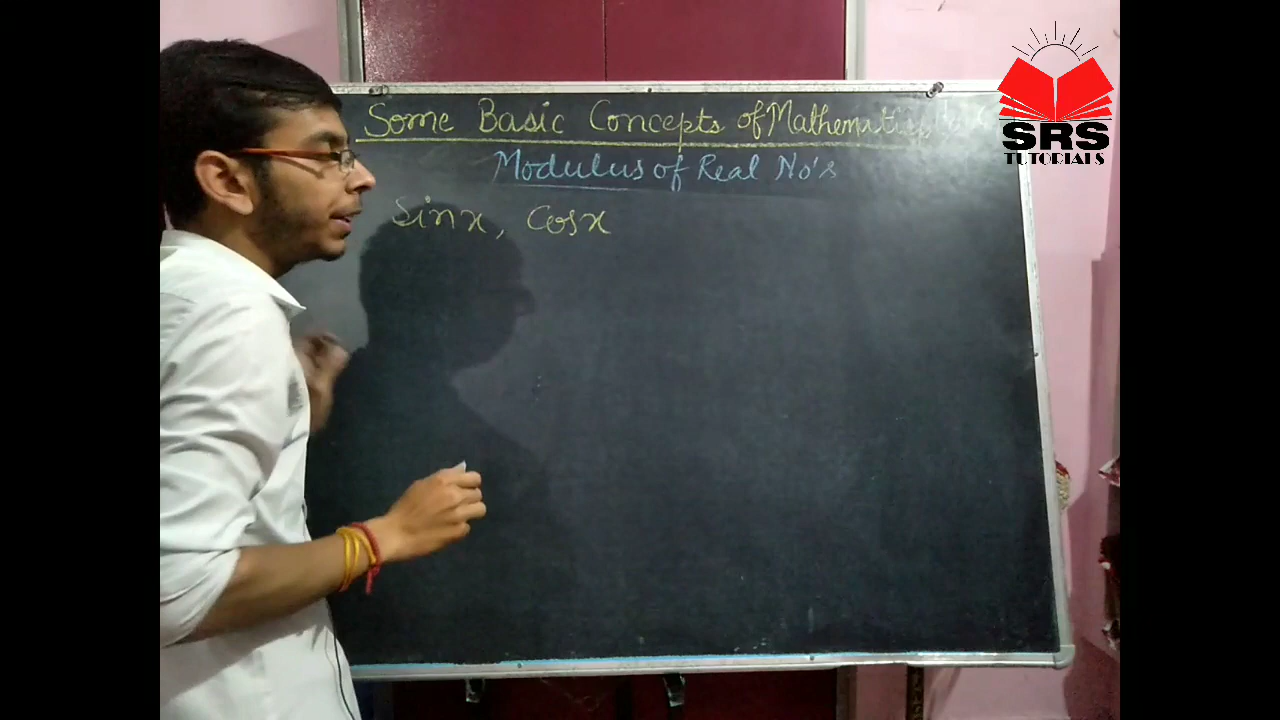 Some Basic Concepts of Mathematics
Modulus of Real No's
Sinx, Cosx
SRS
TUTORIALS